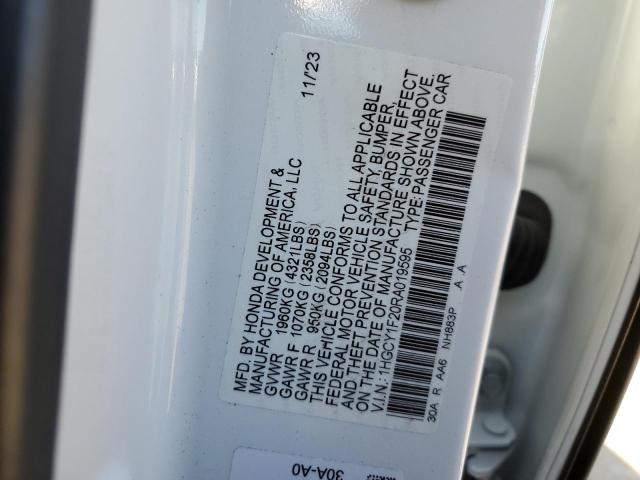 MFD. BY HONDA DEVELOPMENT & 11/'23
MANUFACTURING OF AMERICA, LLC
GVWR 1960KG (4321LBS)
GAWR F 1070KG (2358LBS)
GAWR R 950KG (2094LBS)
THIS VEHICLE CONFORMS TO ALL APPLICABLE
FEDERAL MOTOR VEHICLE SAFETY, BUMPER,
AND THEFT PREVENTION STANDARDS IN EFFECT
ON THE DATE OF MANUFACTURE SHOWN ABOVE.
V.I.N.: 1HGCY1F20RA019595 TYPE: PASSENGER CAR
30A R AA6 NH883P A A
30A-A0